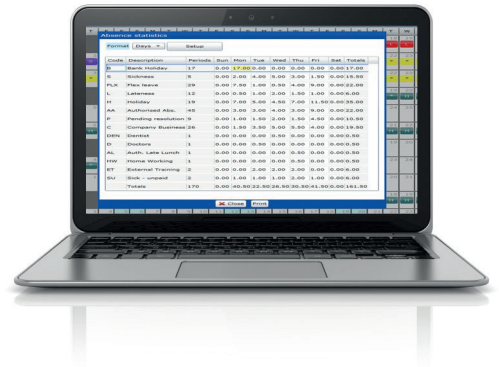 Absence statistics
Format Days Setup
Code Description Periods Sun Mon Tue Wed Thu Fri Sat Totals
B Bank Holiday 17 0.00 17.00 0.00 0.00 0.00 0.00 0.00 17.00
S Sickness 5 0.00 2.00 4.00 5.00 3.00 1.50 0.00 15.50
FLX Flex leave 29 0.00 7.50 1.00 0.50 4.00 9.00 0.00 22.00
L Lateness 12 0.00 0.50 1.00 2.00 1.50 1.00 0.00 6.00
H Holiday 19 0.00 7.00 5.00 4.50 7.00 11.50 0.00 35.00
AA Authorised Abs. 45 0.00 3.00 3.00 4.00 3.00 9.00 0.00 22.00
P Pending resolution 9 0.00 1.00 1.50 2.00 1.50 4.50 0.00 10.50
C Company Business 26 0.00 1.50 3.50 5.00 5.50 4.00 0.00 19.50
DEN Dentist 1 0.00 0.00 0.00 0.50 0.00 0.00 0.00 0.50
D Doctors 1 0.00 0.00 0.50 0.00 0.00 0.00 0.00 0.50
AL Auth. Late Lunch 1 0.00 0.00 0.00 0.00 0.50 0.00 0.00 0.50
HW Home Working 1 0.00 0.00 0.00 0.00 0.50 0.00 0.00 0.50
ET External Training 2 0.00 0.00 2.00 2.00 2.00 0.00 0.00 6.00
SU Sick - unpaid 2 0.00 1.00 1.00 1.00 2.00 1.00 0.00 6.00
Totals 170 0.00 40.50 22.50 26.50 30.50 41.50 0.00 161.50
Close Print